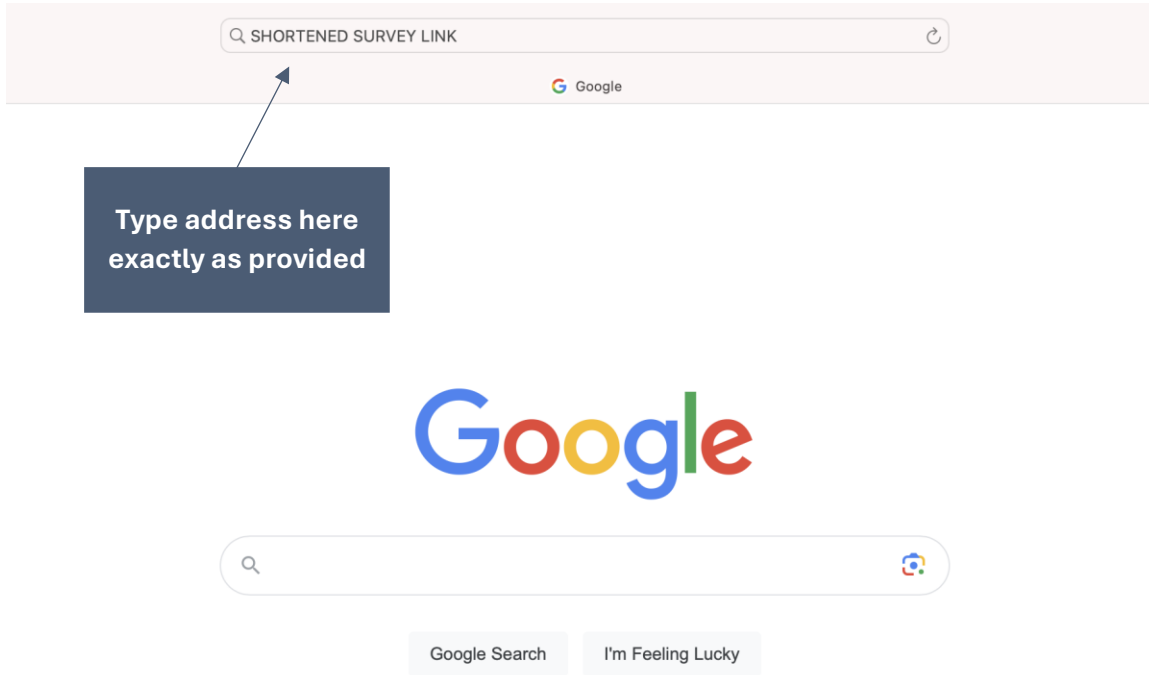 SHORTENED SURVEY LINK
Google
Type address here
exactly as provided
Google
Google Search
I'm Feeling Lucky